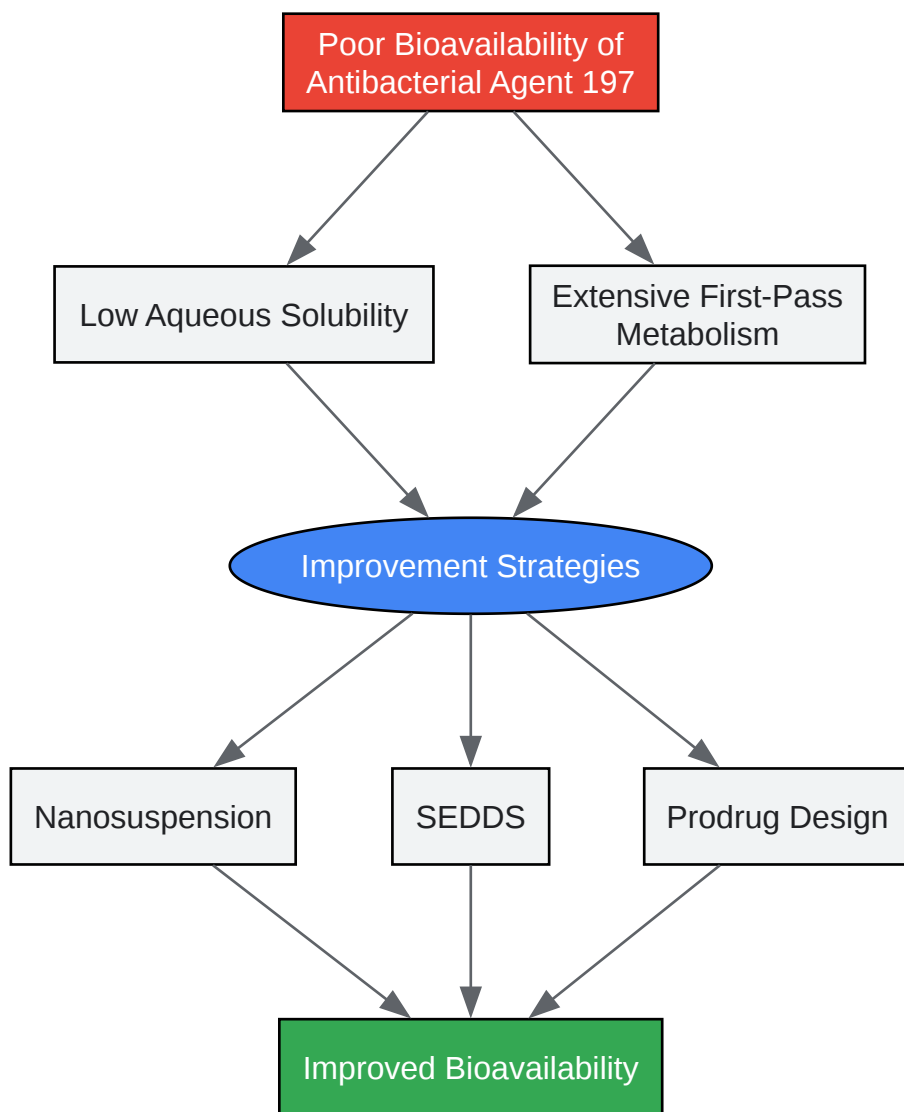 Poor Bioavailability of
Antibacterial Agent 197
Low Aqueous Solubility
Extensive First-Pass
Metabolism
Improvement Strategies
Nanosuspension
SEDDS
Prodrug Design
Improved Bioavailability